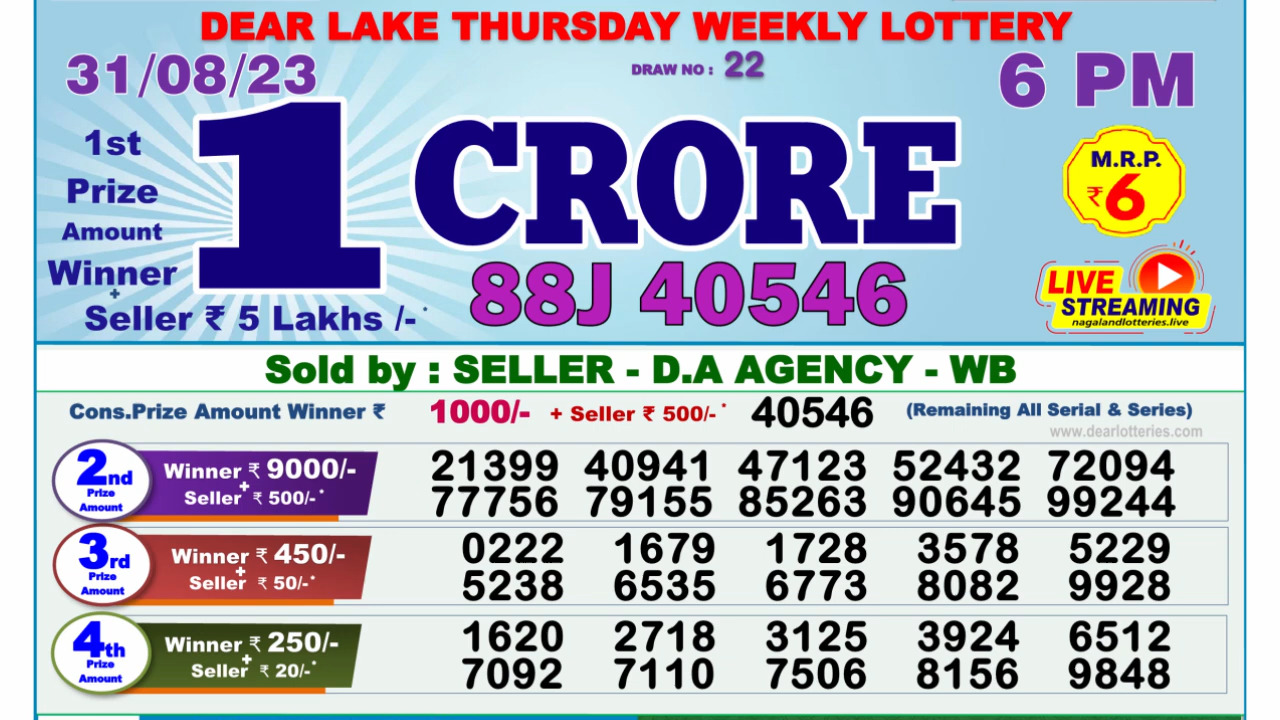 DEAR LAKE THURSDAY WEEKLY LOTTERY
31/08/23
DRAW NO : 22
6 PM
1st
Prize
Amount
Winner
+
Seller ₹ 5 Lakhs /- *
1 CRORE
88J 40546
M.R.P.
₹6
LIVE
STREAMING
nagalandlotteries.live
Sold by : SELLER - D.A AGENCY - WB
Cons.Prize Amount Winner ₹ 1000/- + Seller ₹ 500/- * 40546 (Remaining All Serial & Series)
www.dearlotteries.com
2nd
Prize
Amount
Winner ₹ 9000/-
+
Seller ₹ 500/- *
21399 40941 47123 52432 72094
77756 79155 85263 90645 99244
3rd
Prize
Amount
Winner ₹ 450/-
+
Seller ₹ 50/- *
0222 1679 1728 3578 5229
5238 6535 6773 8082 9928
4th
Prize
Amount
Winner ₹ 250/-
+
Seller ₹ 20/- *
1620 2718 3125 3924 6512
7092 7110 7506 8156 9848